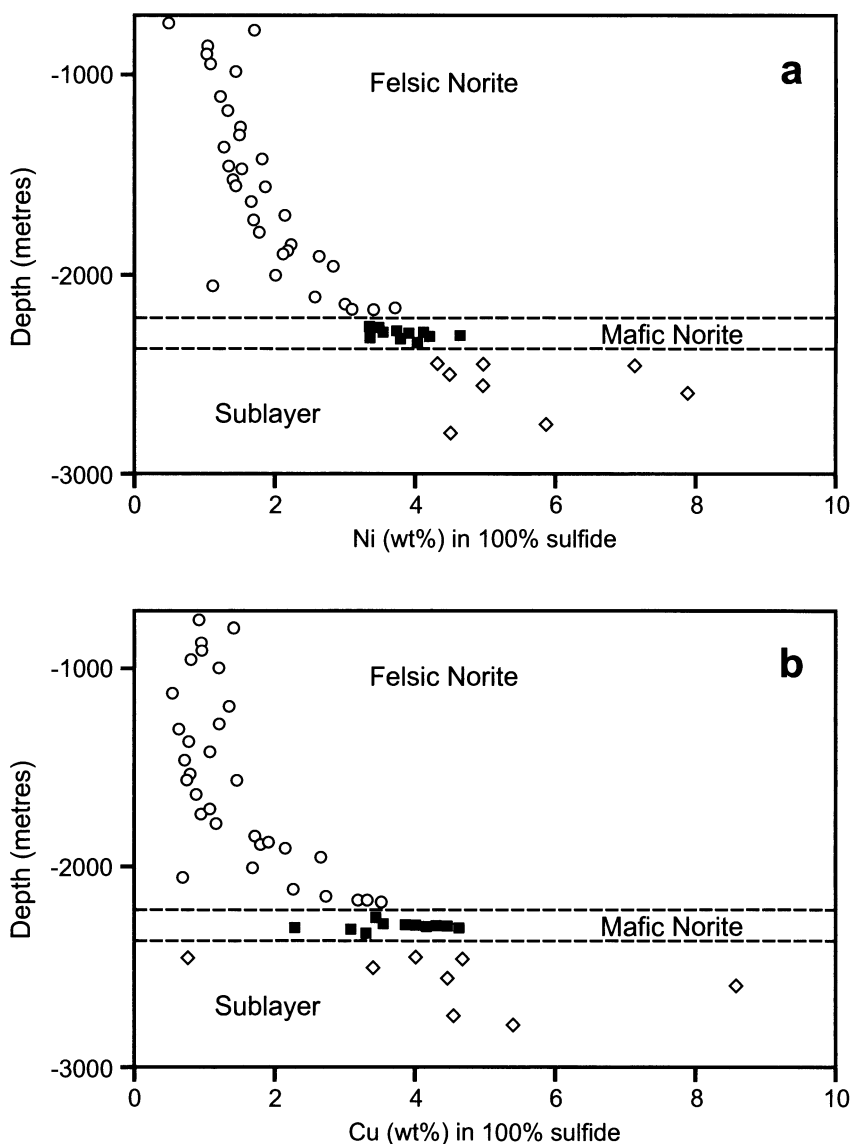 a
Felsic Norite
-1000
Depth (metres)
-2000
Mafic Norite
Sublayer
-3000
0 2 4 6 8 10
Ni (wt%) in 100% sulfide
b
Felsic Norite
-1000
Depth (metres)
-2000
Mafic Norite
Sublayer
-3000
0 2 4 6 8 10
Cu (wt%) in 100% sulfide